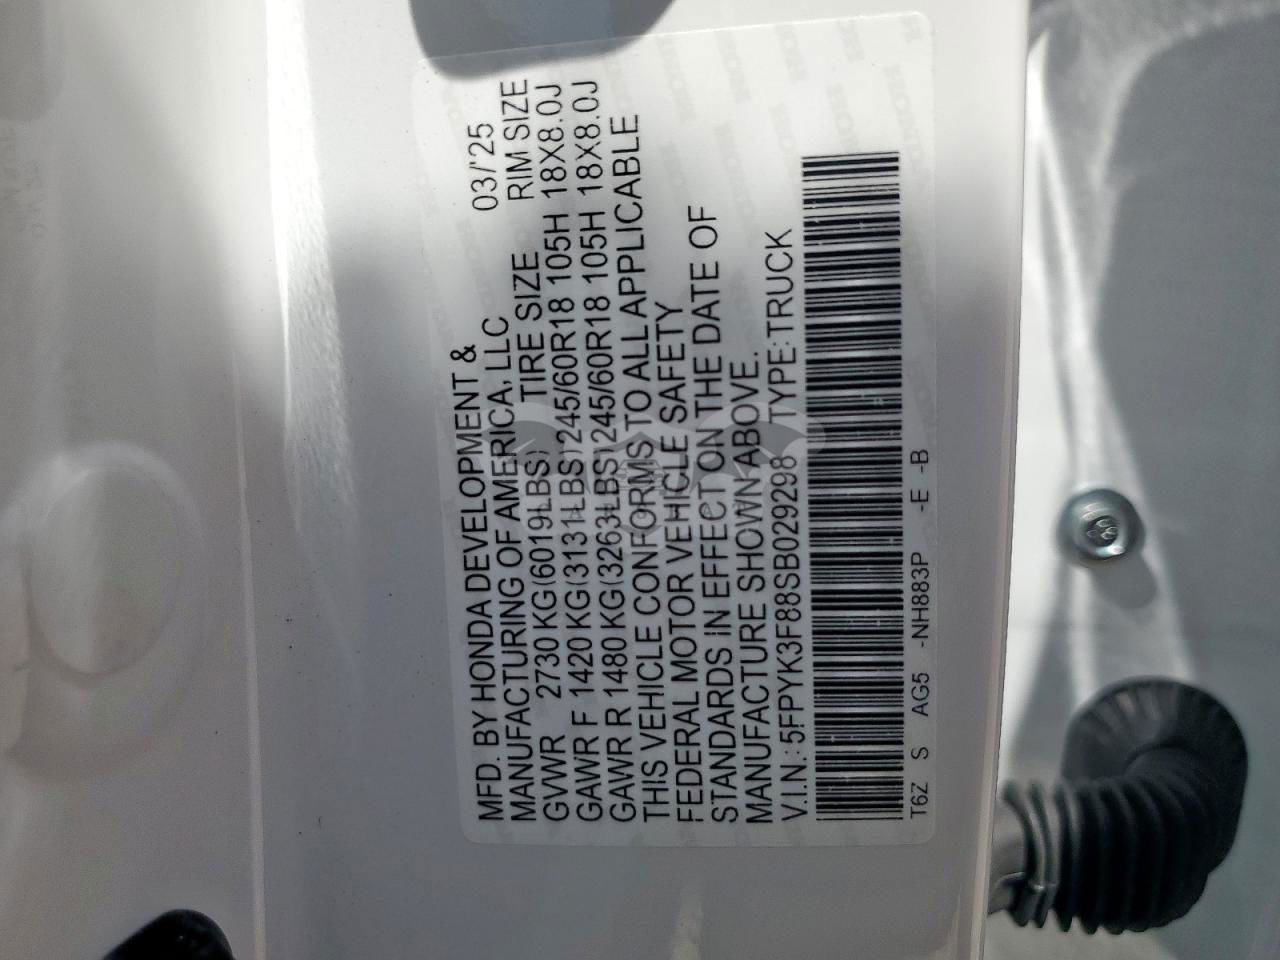 MFD. BY HONDA DEVELOPMENT &
MANUFACTURING OF AMERICA, LLC 03/'25
GVWR 2730 KG(6019LBS) TIRE SIZE RIM SIZE
GAWR F 1420 KG(3131LBS) 245/60R18 105H 18X8.0J
GAWR R 1480 KG(3263LBS) 245/60R18 105H 18X8.0J
THIS VEHICLE CONFORMS TO ALL APPLICABLE
FEDERAL MOTOR VEHICLE SAFETY
STANDARDS IN EFFECT ON THE DATE OF
MANUFACTURE SHOWN ABOVE.
V.I.N.: 5FPYK3F88SB029298 TYPE:TRUCK
T6Z S AG5 -NH883P -E -B